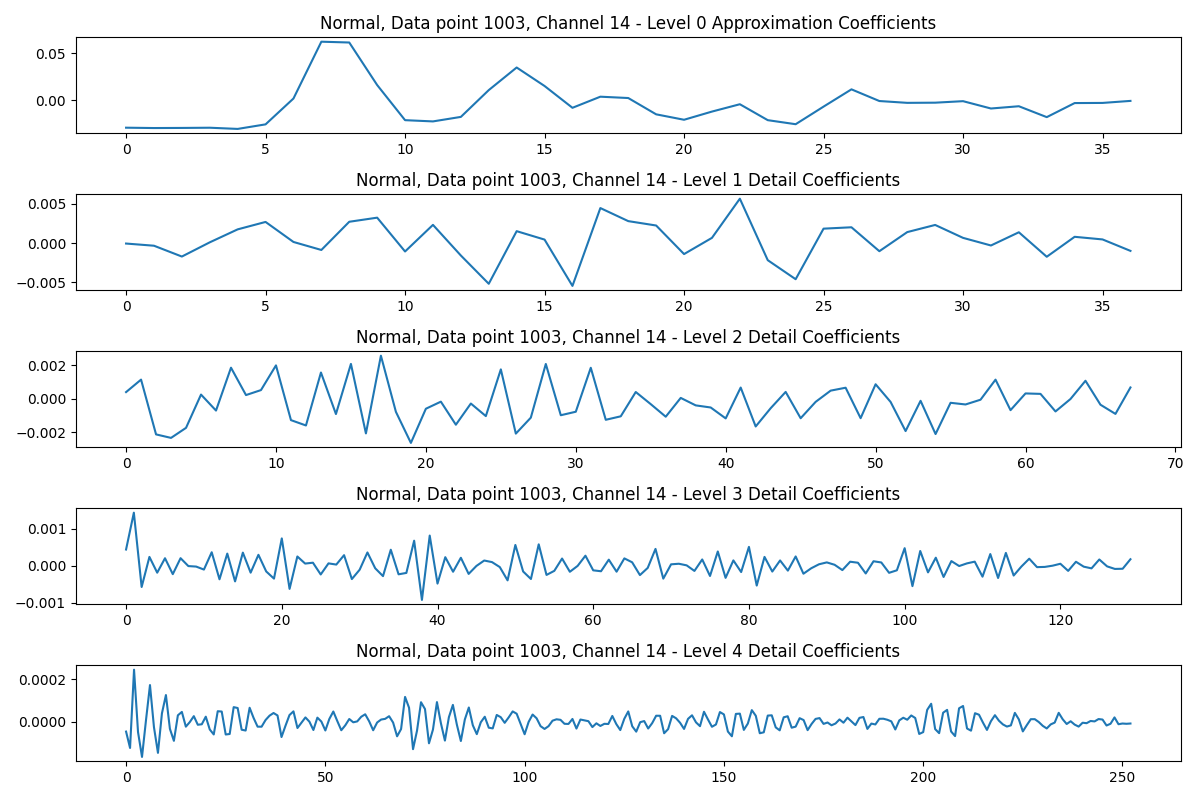 Normal, Data point 1003, Channel 14 - Level 0 Approximation Coefficients
0.05
0.00
0 5 10 15 20 25 30 35
Normal, Data point 1003, Channel 14 - Level 1 Detail Coefficients
0.005
0.000
−0.005
0 5 10 15 20 25 30 35
Normal, Data point 1003, Channel 14 - Level 2 Detail Coefficients
0.002
0.000
−0.002
0 10 20 30 40 50 60 70
Normal, Data point 1003, Channel 14 - Level 3 Detail Coefficients
0.001
0.000
−0.001
0 20 40 60 80 100 120
Normal, Data point 1003, Channel 14 - Level 4 Detail Coefficients
0.0002
0.0000
0 50 100 150 200 250